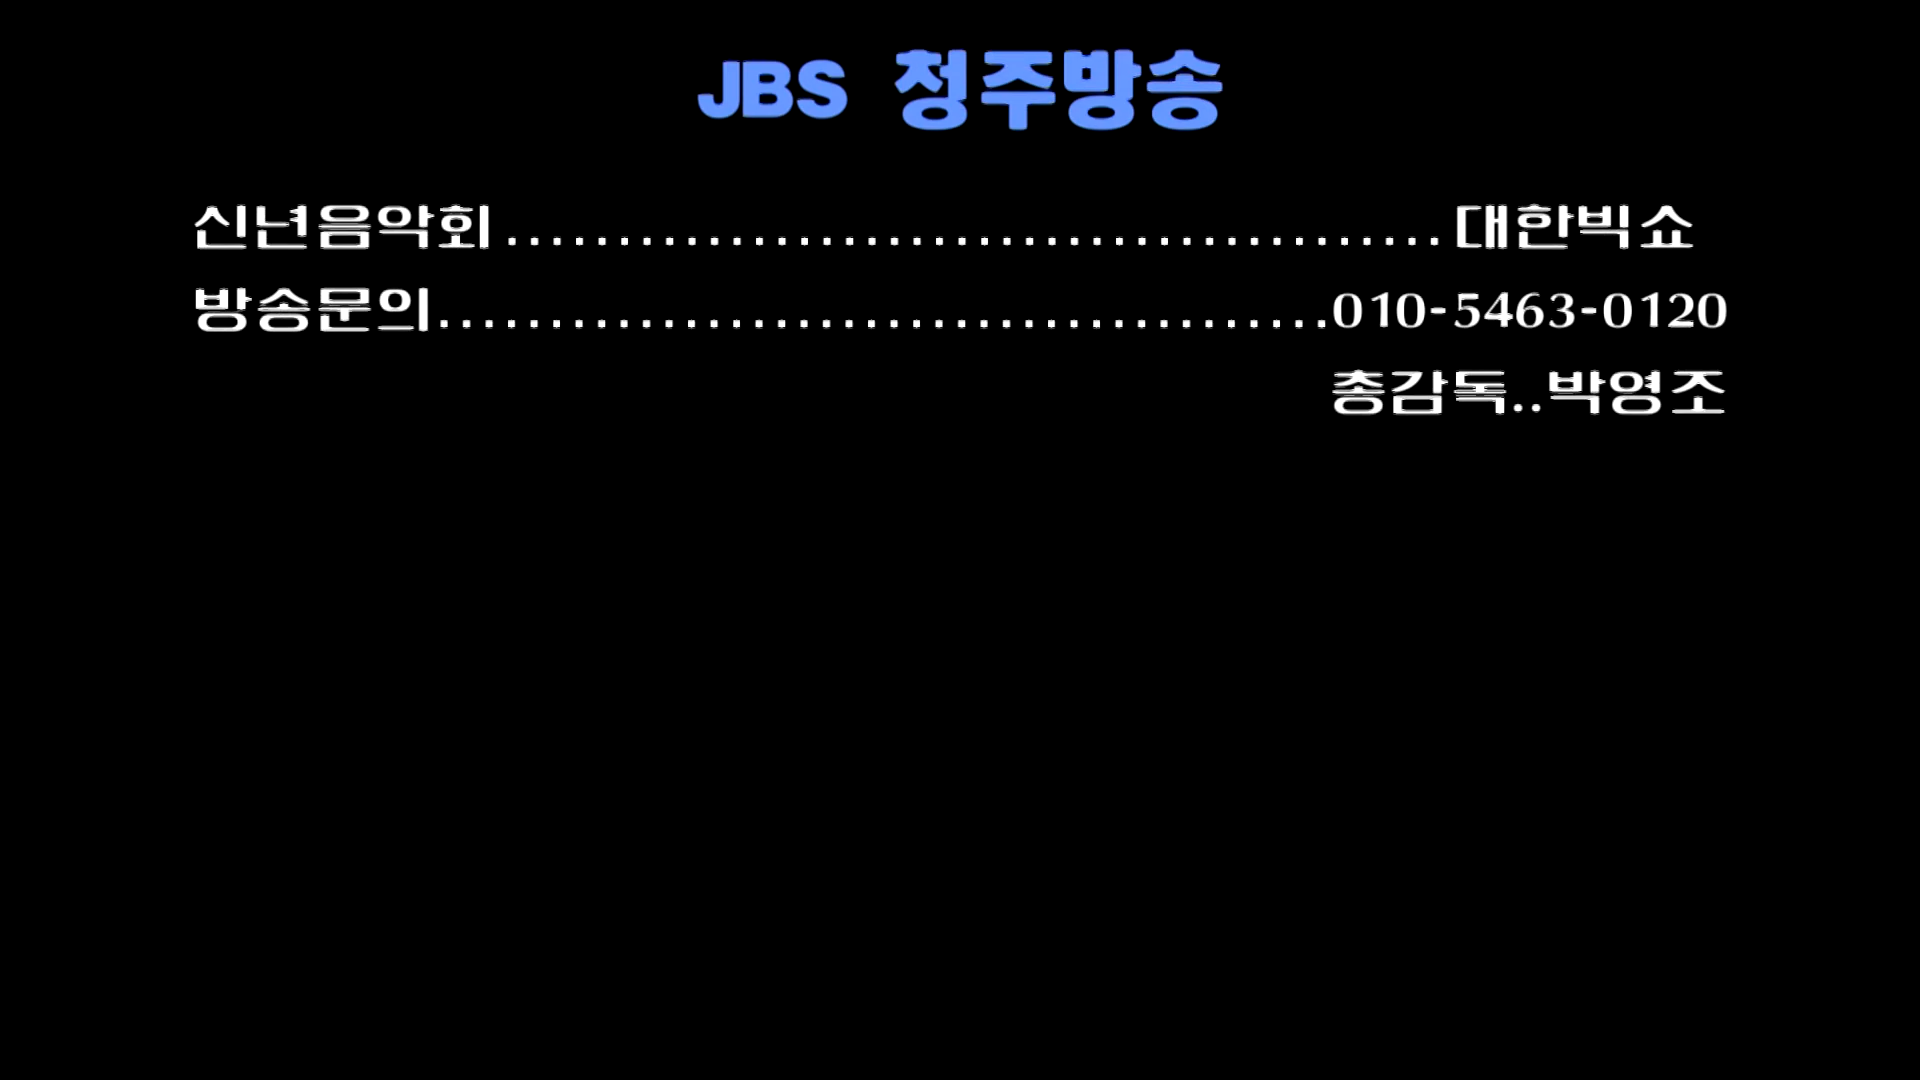 JBS 청주방송
신년음악회 .......................................... 대한빅쇼
방송문의........................................010-5463-0120
총감독..박영조